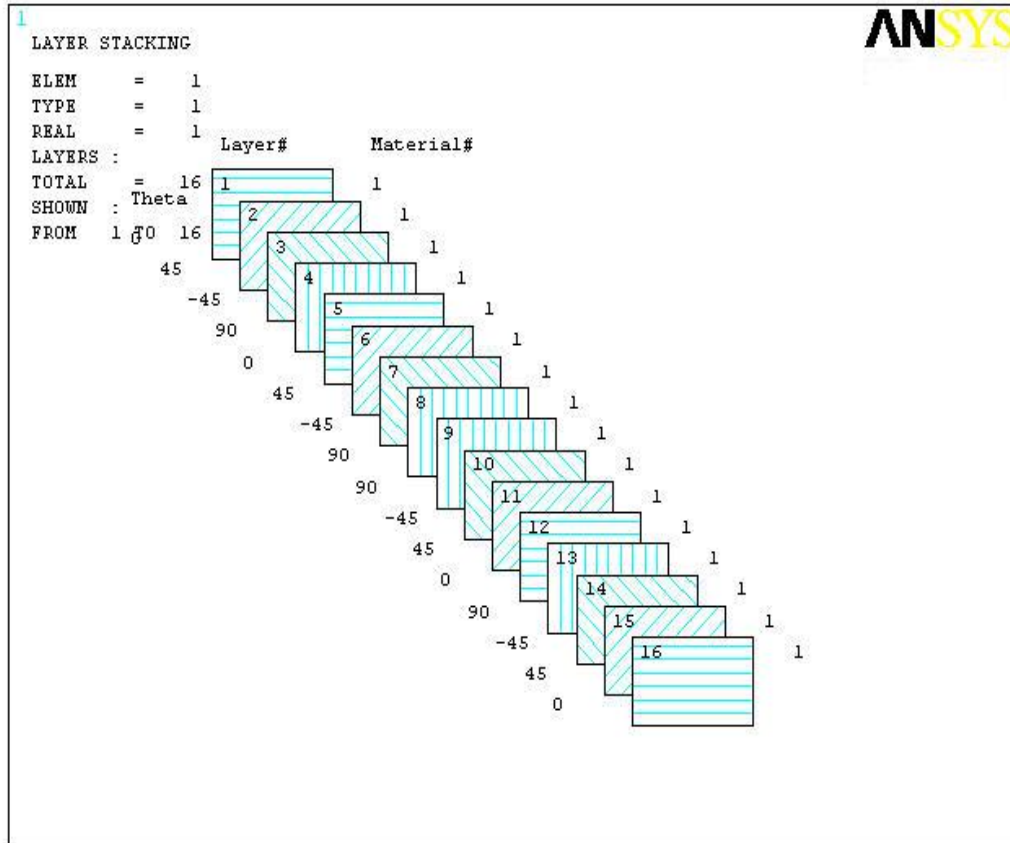 1
ANSYS
LAYER STACKING
ELEM = 1
TYPE = 1
REAL = 1
LAYERS :
TOTAL = 16
SHOWN :
FROM 1 TO 16
Layer# Material#
Theta
0 1 1
45 2 1
-45 3 1
90 4 1
0 5 1
45 6 1
-45 7 1
90 8 1
90 9 1
-45 10 1
45 11 1
0 12 1
90 13 1
-45 14 1
45 15 1
0 16 1